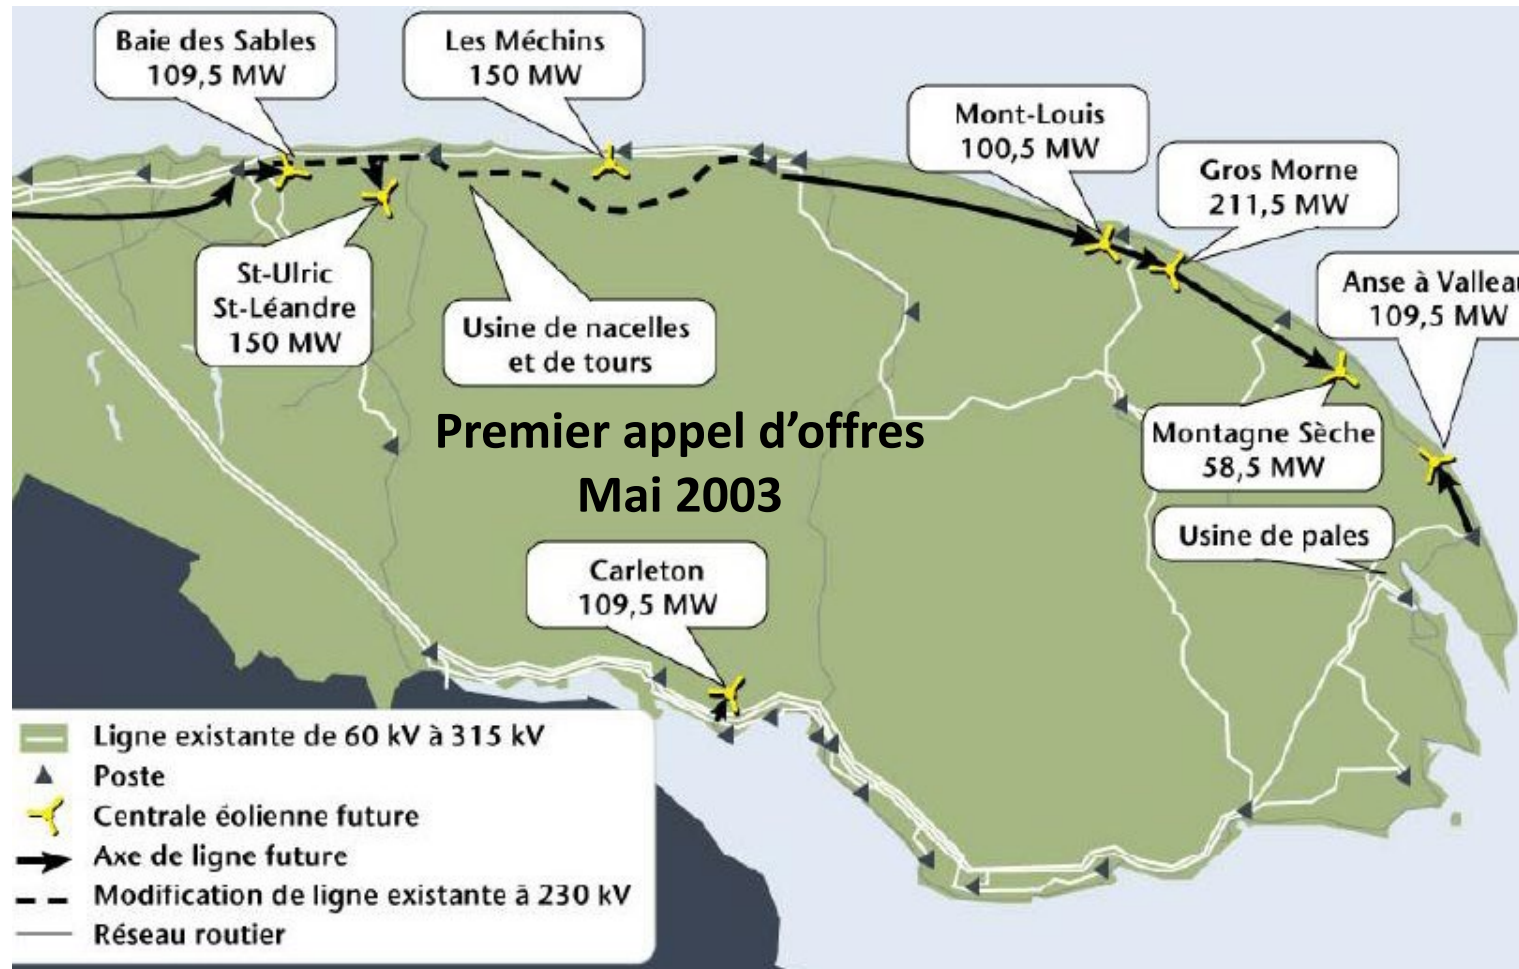 Baie des Sables
109,5 MW
Les Méchins
150 MW
Mont-Louis
100,5 MW
Gros Morne
211,5 MW
Anse à Valleau
109,5 MW
St-Ulric
St-Léandre
150 MW
Usine de nacelles
et de tours
Premier appel d’offres
Mai 2003
Montagne Sèche
58,5 MW
Usine de pales
Carleton
109,5 MW
Ligne existante de 60 kV à 315 kV
Poste
Centrale éolienne future
Axe de ligne future
Modification de ligne existante à 230 kV
Réseau routier